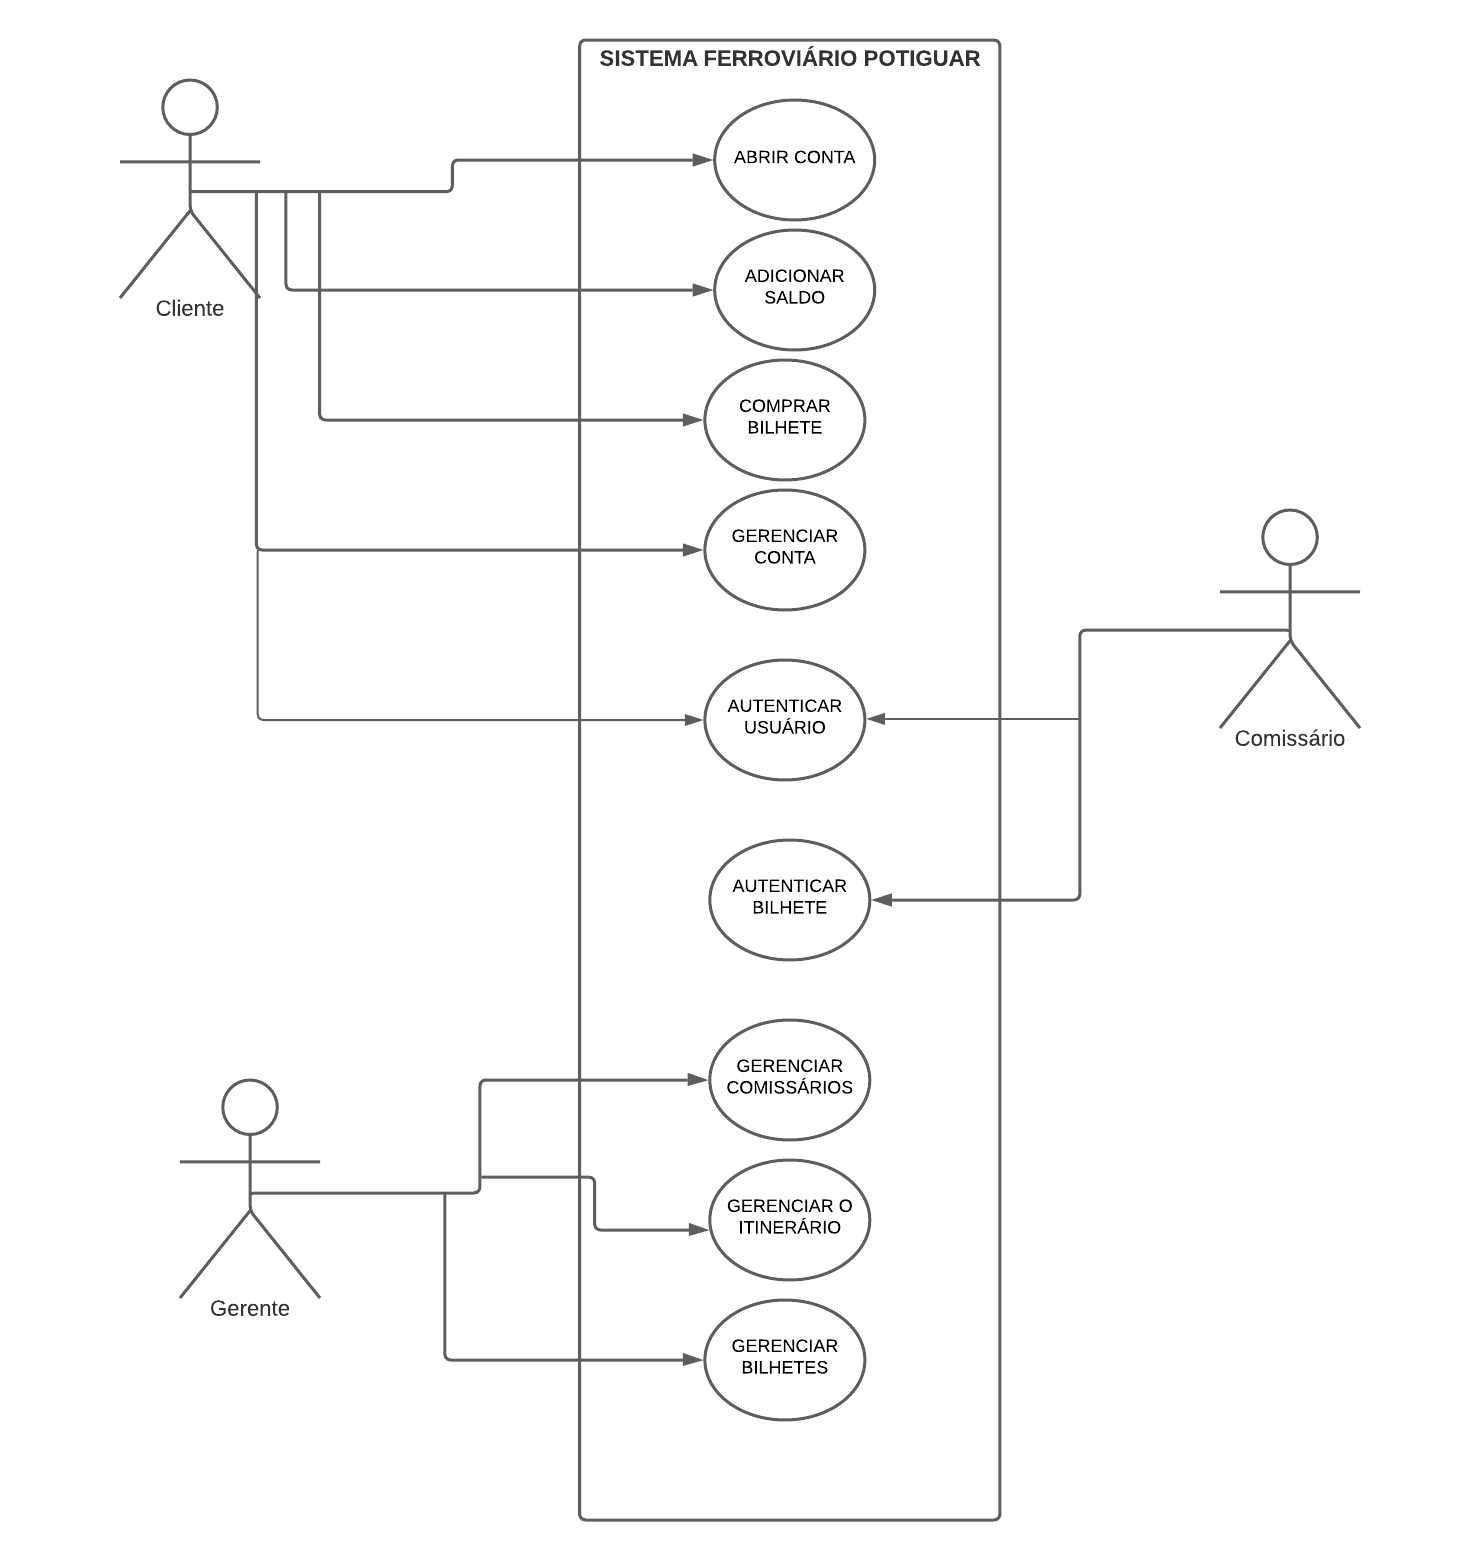 SISTEMA FERROVIÁRIO POTIGUAR
ABRIR CONTA
ADICIONAR
SALDO
Cliente
COMPRAR
BILHETE
GERENCIAR
CONTA
AUTENTICAR
USUÁRIO
Comissário
AUTENTICAR
BILHETE
GERENCIAR
COMISSÁRIOS
GERENCIAR O
ITINERÁRIO
Gerente
GERENCIAR
BILHETES